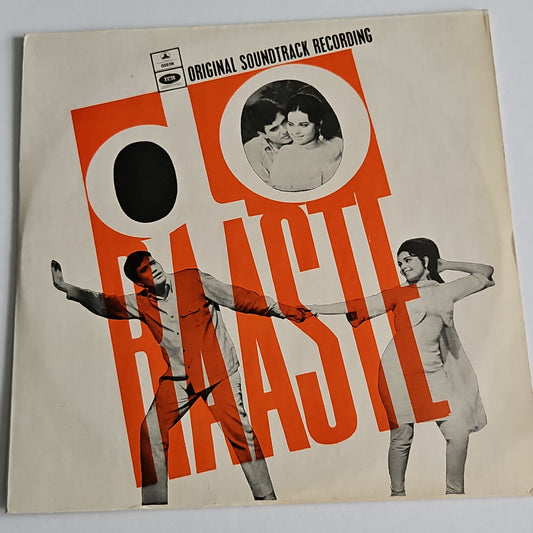 ODEON
ORIGINAL SOUNDTRACK RECORDING
DO
RAASTE